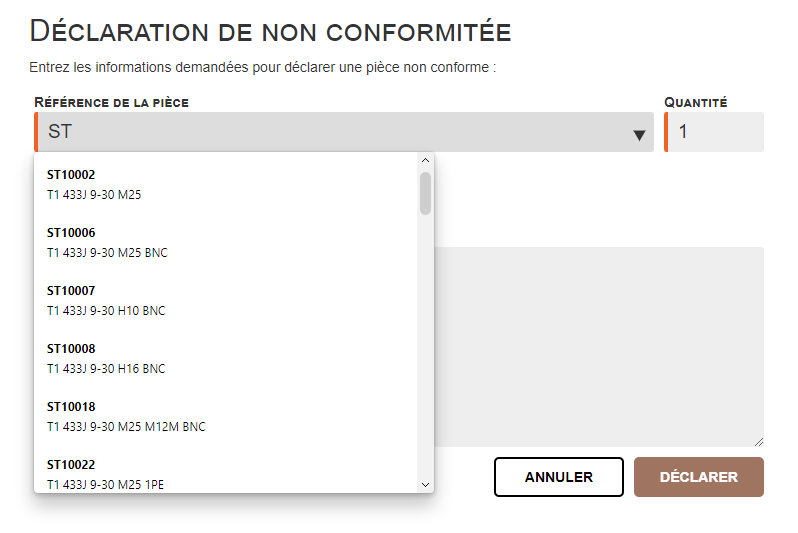 Déclaration de non conformitée
Entrez les informations demandées pour déclarer une pièce non conforme :
Référence de la pièce
Quantité
ST
1
ST10002
T1 433J 9-30 M25
ST10006
T1 433J 9-30 M25 BNC
ST10007
T1 433J 9-30 H10 BNC
ST10008
T1 433J 9-30 H16 BNC
ST10018
T1 433J 9-30 M25 M12M BNC
ST10022
T1 433J 9-30 M25 1PE
ANNULER
DÉCLARER